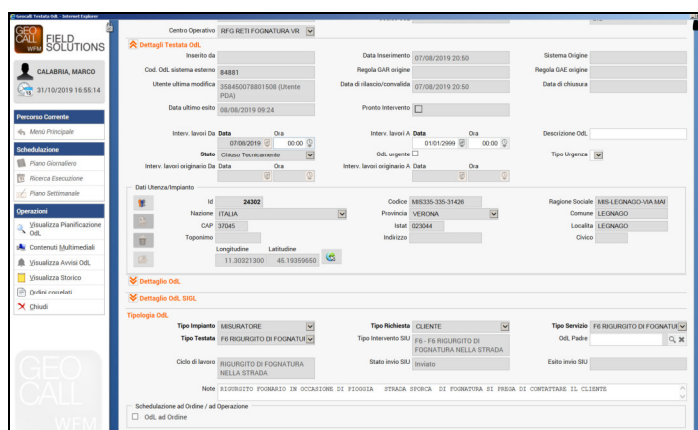 Geocall Testata OdL - Internet Explorer
GEO CALL WFM FIELD SOLUTIONS
CALABRIA, MARCO
31/10/2019 16:55:14
Percorso Corrente
Menù Principale
Schedulazione
Piano Giornaliero
Ricerca Esecuzione
Piano Settimanale
Operazioni
Visualizza Pianificazione OdL
Contenuti Multimediali
Visualizza Avvisi OdL
Visualizza Storico
Ordini correlati
Chiudi
GEO
CALL
WFM
Centro Operativo RFG RETI FOGNATURA VR
Dettagli Testata OdL
Inserito da Data Inserimento 07/08/2019 20:50 Sistema Origine
Cod. OdL sistema esterno 84881 Regola GAR origine Regola GAE origine
Utente ultima modifica 358450078801508 (Utente PDA) Data di rilascio/convalida 07/08/2019 20:50 Data di chiusura
Data ultimo esito 08/08/2019 09:24 Pronto Intervento
Interv. lavori Da Data Ora Interv. lavori A Data Ora Descrizione OdL
07/08/2019 00:00 01/01/2999 00:00
Stato Chiuso Tecnicamente OdL urgente Tipo Urgenza
Interv. lavori originario Da Data Ora Interv. lavori originario A Data Ora
Dati Utenza/Impianto
Id 24302 Codice MIS335-335-31426 Ragione Sociale MIS-LEGNAGO-VIA MAI
Nazione ITALIA Provincia VERONA Comune LEGNAGO
CAP 37045 Istat 023044 Localita LEGNAGO
Toponimo Indirizzo Civico
Longitudine Latitudine
11.30321300 45.19359650
Dettaglio OdL
Dettaglio OdL SIGL
Tipologia OdL
Tipo Impianto MISURATORE Tipo Richiesta CLIENTE Tipo Servizio F6 RIGURGITO DI FOGNATUI
Tipo Testata F6 RIGURGITO DI FOGNATUI Tipo Intervento SIU F6 - F6 RIGURGITO DI FOGNATURA NELLA STRADA OdL Padre
Ciclo di lavoro RIGURGITO DI FOGNATURA NELLA STRADA Stato invio SIU Inviato Esito invio SIU
Note RIGURGITO FOGNARIO IN OCCASIONE DI PIOGGIA STRADA SPORCA DI FOGNATURA SI PREGA DI CONTATTARE IL CLIENTE
Schedulazione ad Ordine / ad Operazione
OdL ad Ordine